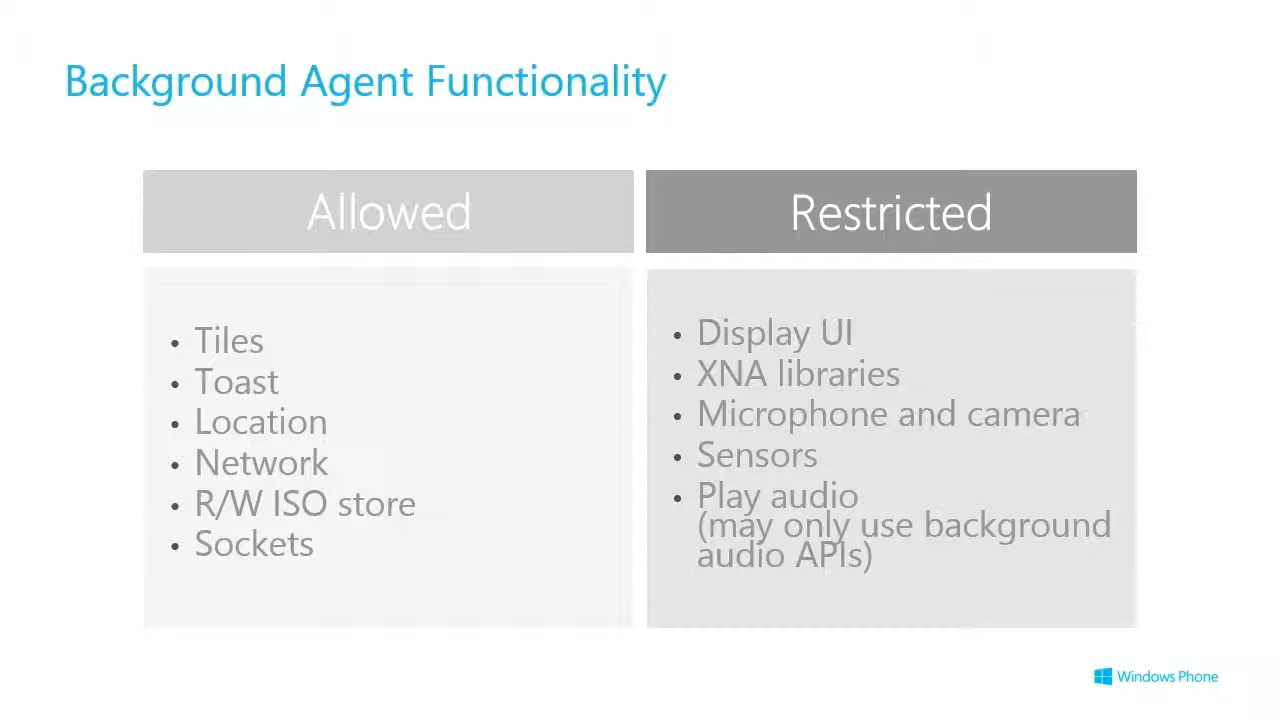 Background Agent Functionality
Allowed
• Tiles
• Toast
• Location
• Network
• R/W ISO store
• Sockets
Restricted
• Display UI
• XNA libraries
• Microphone and camera
• Sensors
• Play audio
(may only use background
audio APIs)
Windows Phone